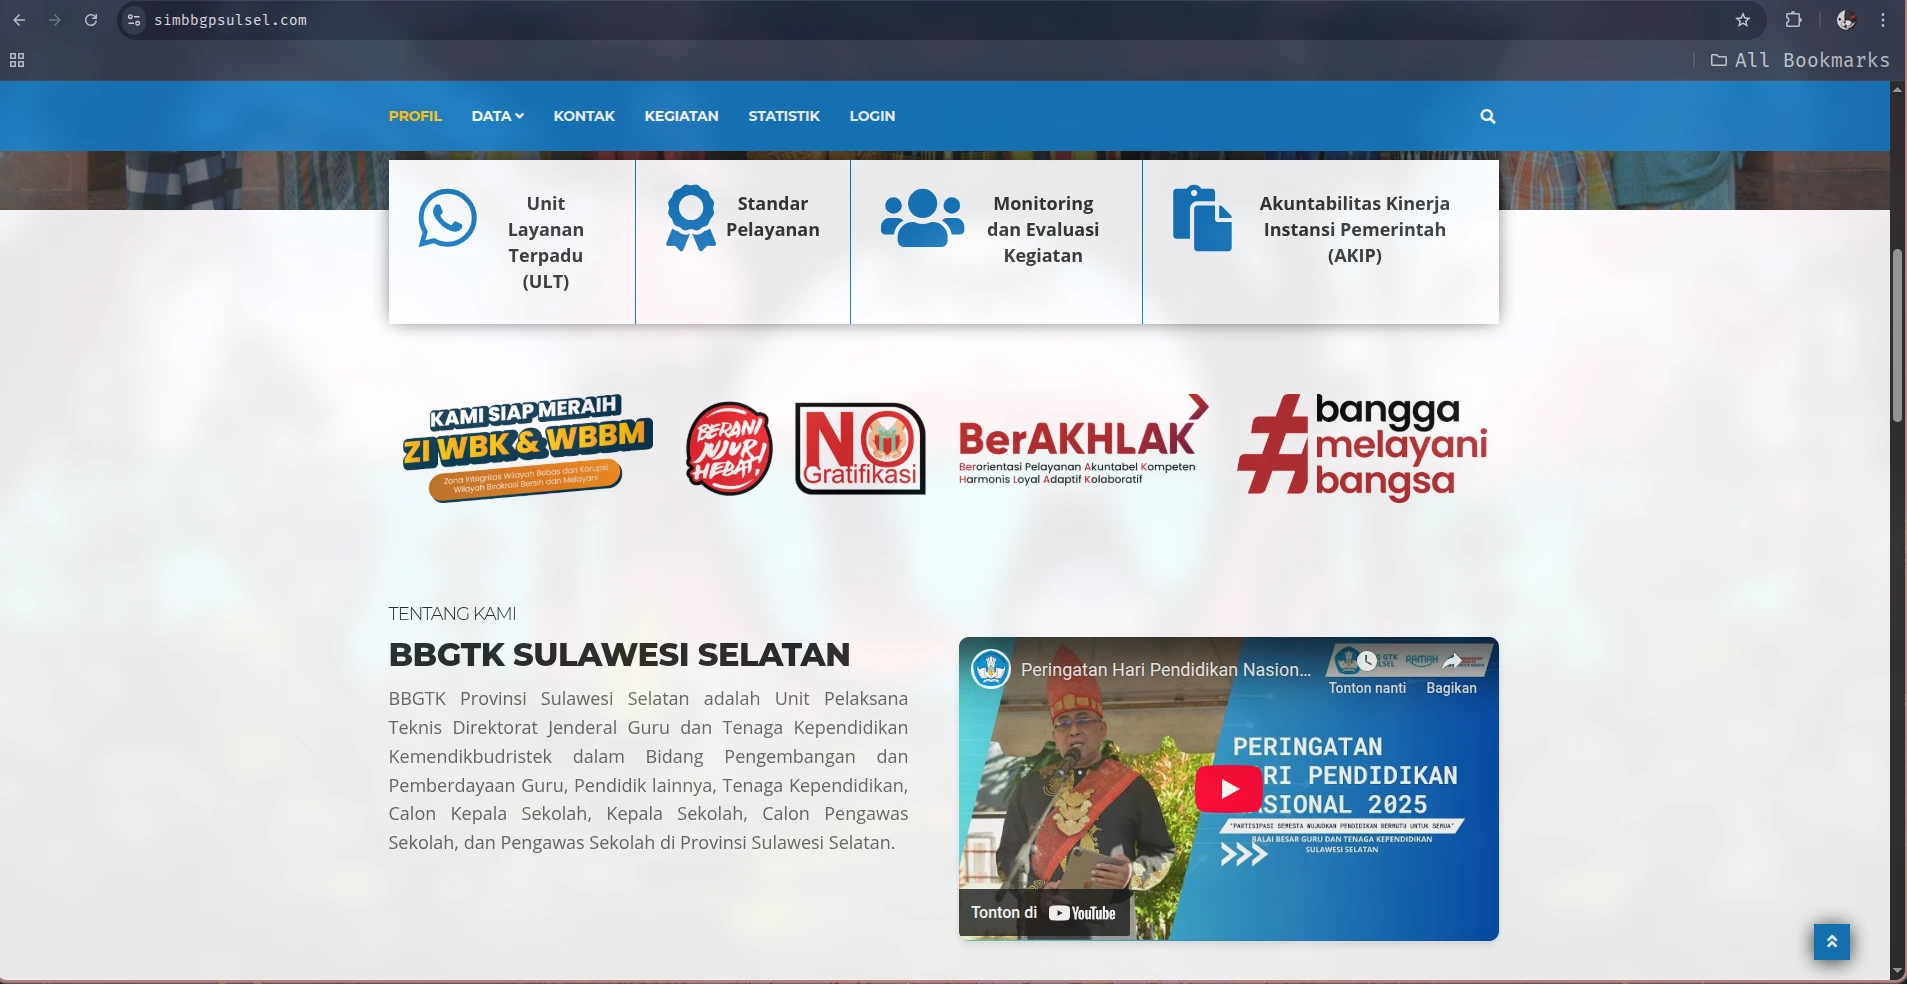 simbbgpsulsel.com
All Bookmarks
PROFIL DATA KONTAK KEGIATAN STATISTIK LOGIN
Unit
Layanan
Terpadu
(ULT)
Standar
Pelayanan
Monitoring
dan Evaluasi
Kegiatan
Akuntabilitas Kinerja
Instansi Pemerintah
(AKIP)
KAMI SIAP MERAIH
ZI WBK & WBBM
Zona Integritas Wilayah Bebas dari Korupsi
Wilayah Birokrasi Bersih dan Melayani
BERANI
JUJUR
HEBAT!
NO
Gratifikasi
BerAKHLAK
Berorientasi Pelayanan Akuntabel Kompeten
Harmonis Loyal Adaptif Kolaboratif
#bangga
melayani
bangsa
TENTANG KAMI
BBGTK SULAWESI SELATAN
BBGTK Provinsi Sulawesi Selatan adalah Unit Pelaksana
Teknis Direktorat Jenderal Guru dan Tenaga Kependidikan
Kemendikbudristek dalam Bidang Pengembangan dan
Pemberdayaan Guru, Pendidik lainnya, Tenaga Kependidikan,
Calon Kepala Sekolah, Kepala Sekolah, Calon Pengawas
Sekolah, dan Pengawas Sekolah di Provinsi Sulawesi Selatan.
Peringatan Hari Pendidikan Nasion...
RAMAH
Tonton nanti Bagikan
PERINGATAN
RI PENDIDIKAN
ASIONAL 2025
"PARTISIPASI SEMESTA WUJUDKAN PENDIDIKAN BERMUTU UNTUK SEMUA"
BALAI BESAR GURU DAN TENAGA KEPENDIDIKAN
SULAWESI SELATAN
Tonton di YouTube